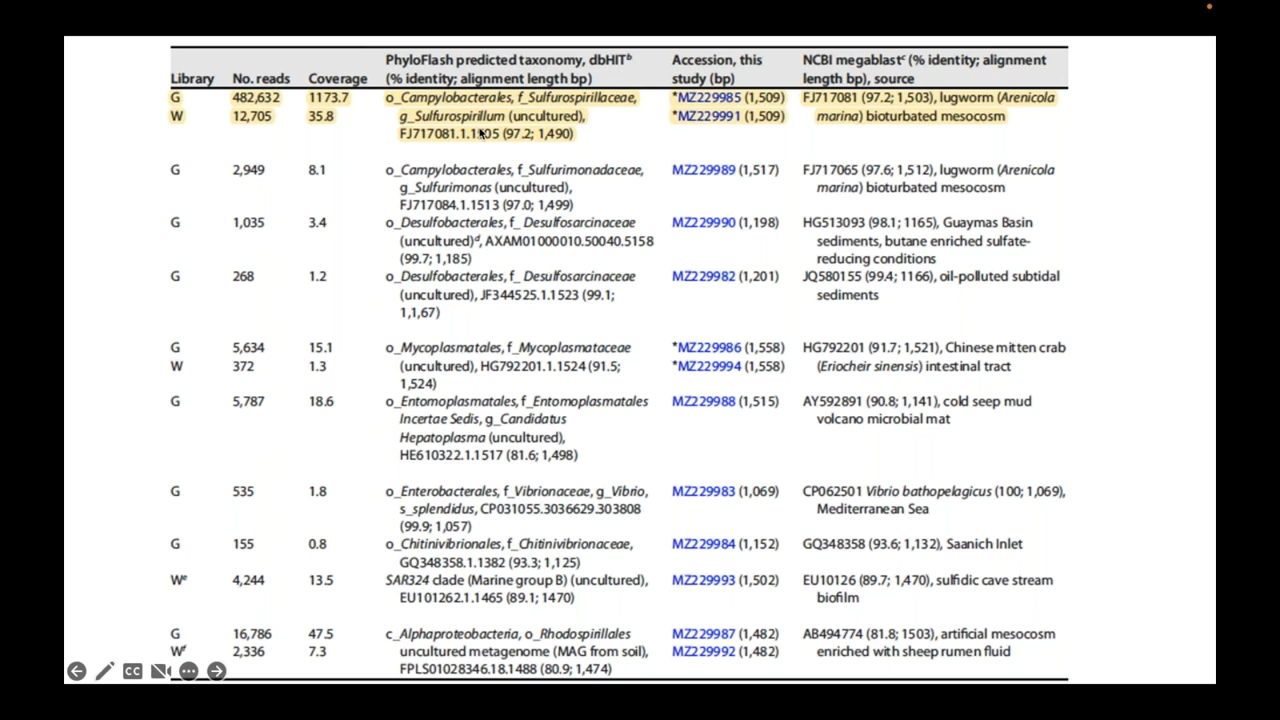 Library No. reads Coverage PhyloFlash predicted taxonomy, dbHITᵇ (% identity; alignment length bp) Accession, this study (bp) NCBI megablastᶜ (% identity; alignment length bp), source
G 482,632 1173.7 o_Campylobacterales, f_Sulfurospirillaceae, *MZ229985 (1,509) FJ717081 (97.2; 1,503), lugworm (Arenicola
W 12,705 35.8 g_Sulfurospirillum (uncultured), *MZ229991 (1,509) marina) bioturbated mesocosm
FJ717081.1.1505 (97.2; 1,490)
G 2,949 8.1 o_Campylobacterales, f_Sulfurimonadaceae, MZ229989 (1,517) FJ717065 (97.6; 1,512), lugworm (Arenicola
g_Sulfurimonas (uncultured), marina) bioturbated mesocosm
FJ717084.1.1513 (97.0; 1,499)
G 1,035 3.4 o_Desulfobacterales, f_ Desulfosarcinaceae MZ229990 (1,198) HG513093 (98.1; 1165), Guaymas Basin
(uncultured)ᵈ, AXAM01000010.50040.5158 sediments, butane enriched sulfate-
(99.7; 1,185) reducing conditions
G 268 1.2 o_Desulfobacterales, f_ Desulfosarcinaceae MZ229982 (1,201) JQ580155 (99.4; 1166), oil-polluted subtidal
(uncultured), JF344525.1.1523 (99.1; sediments
1,1,67)
G 5,634 15.1 o_Mycoplasmatales, f_Mycoplasmataceae *MZ229986 (1,558) HG792201 (91.7; 1,521), Chinese mitten crab
W 372 1.3 (uncultured), HG792201.1.1524 (91.5; *MZ229994 (1,558) (Eriocheir sinensis) intestinal tract
1,524)
G 5,787 18.6 o_Entomoplasmatales, f_Entomoplasmatales MZ229988 (1,515) AY592891 (90.8; 1,141), cold seep mud
Incertae Sedis, g_Candidatus volcano microbial mat
Hepatoplasma (uncultured),
HE610322.1.1517 (81.6; 1,498)
G 535 1.8 o_Enterobacterales, f_Vibrionaceae, g_Vibrio, MZ229983 (1,069) CP062501 Vibrio bathopelagicus (100; 1,069),
s_splendidus, CP031055.3036629.303808 Mediterranean Sea
(99.9; 1,057)
G 155 0.8 o_Chitinivibrionales, f_Chitinivibrionaceae, MZ229984 (1,152) GQ348358 (93.6; 1,132), Saanich Inlet
GQ348358.1.1382 (93.3; 1,125)
Wᵉ 4,244 13.5 SAR324 clade (Marine group B) (uncultured), MZ229993 (1,502) EU10126 (89.7; 1,470), sulfidic cave stream
EU101262.1.1465 (89.1; 1470) biofilm
G 16,786 47.5 c_Alphaproteobacteria, o_Rhodospirillales MZ229987 (1,482) AB494774 (81.8; 1503), artificial mesocosm
Wᶠ 2,336 7.3 uncultured metagenome (MAG from soil), MZ229992 (1,482) enriched with sheep rumen fluid
FPLS01028346.18.1488 (80.9; 1,474)
CC